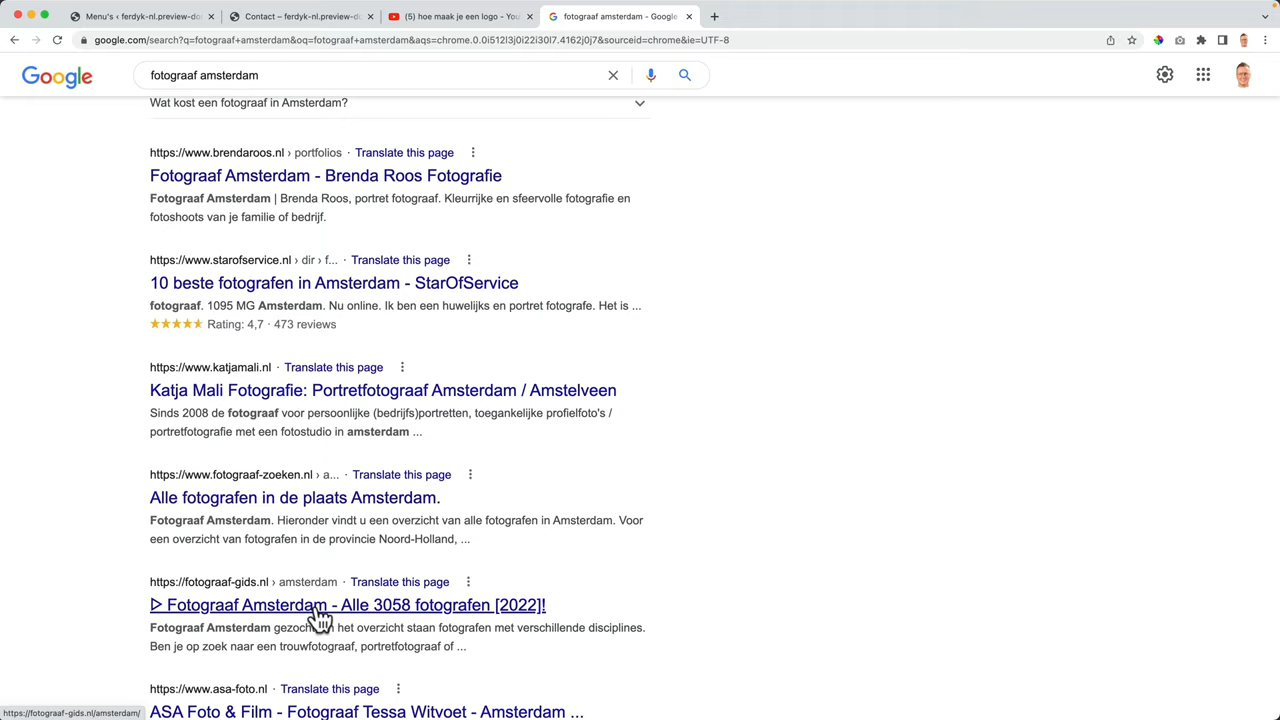 Menu's ‹ ferdyk-nl.preview-do
Contact – ferdyk-nl.preview-do
(5) hoe maak je een logo - You
fotograaf amsterdam - Google
google.com/search?q=fotograaf+amsterdam&oq=fotograaf+amsterdam&aqs=chrome.0.0i512l3j0i22i30l7.4162j0j7&sourceid=chrome&ie=UTF-8
Google
fotograaf amsterdam
Wat kost een fotograaf in Amsterdam?
https://www.brendaroos.nl › portfolios · Translate this page
Fotograaf Amsterdam - Brenda Roos Fotografie
Fotograaf Amsterdam | Brenda Roos, portret fotograaf. Kleurrijke en sfeervolle fotografie en
fotoshoots van je familie of bedrijf.
https://www.starofservice.nl › dir › f... · Translate this page
10 beste fotografen in Amsterdam - StarOfService
fotograaf. 1095 MG Amsterdam. Nu online. Ik ben een huwelijks en portret fotografe. Het is ...
Rating: 4,7 · 473 reviews
https://www.katjamali.nl · Translate this page
Katja Mali Fotografie: Portretfotograaf Amsterdam / Amstelveen
Sinds 2008 de fotograaf voor persoonlijke (bedrijfs)portretten, toegankelijke profielfoto's /
portretfotografie met een fotostudio in amsterdam ...
https://www.fotograaf-zoeken.nl › a... · Translate this page
Alle fotografen in de plaats Amsterdam.
Fotograaf Amsterdam. Hieronder vindt u een overzicht van alle fotografen in Amsterdam. Voor
een overzicht van fotografen in de provincie Noord-Holland, ...
https://fotograaf-gids.nl › amsterdam · Translate this page
▷ Fotograaf Amsterdam - Alle 3058 fotografen [2022]!
Fotograaf Amsterdam het overzicht staan fotografen met verschillende disciplines.
Ben je op zoek naar een trouwfotograaf, portretfotograaf of ...
https://www.asa-foto.nl · Translate this page
ASA Foto & Film - Fotograaf Tessa Witvoet - Amsterdam ...
https://fotograaf-gids.nl/amsterdam/